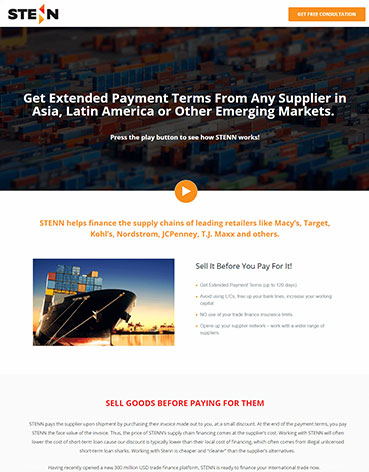 STENN
GET FREE CONSULTATION
Get Extended Payment Terms From Any Supplier in
Asia, Latin America or Other Emerging Markets.
Press the play button to see how STENN works!
STENN helps finance the supply chains of leading retailers like Macy's, Target,
Kohl's, Nordstrom, JCPenney, T.J. Maxx and others.
Sell It Before You Pay For It!
Get Extended Payment Terms (up to 120 days)
Avoid using L/Cs, free up your bank lines, increase your working
capital
NO use of your trade finance insurance limits
Opens up your supplier network – work with a wider range of
suppliers
SELL GOODS BEFORE PAYING FOR THEM
STENN pays the supplier upon shipment by purchasing their invoice made out to you, at a small discount. At the end of the payment terms, you pay
STENN the face value of the invoice. Thus, the price of STENN's supply chain financing comes at the supplier's cost. Working with STENN will often
lower the cost of short-term loan cause our discount is typically lower than their local cost of financing, which often comes from illegal unlicensed
short-term loan sharks. Working with Stenn is cheaper and "cleaner" than the supplier's alternatives.
Having recently opened a new 300 million USD trade finance platform, STENN is ready to finance your international trade now.